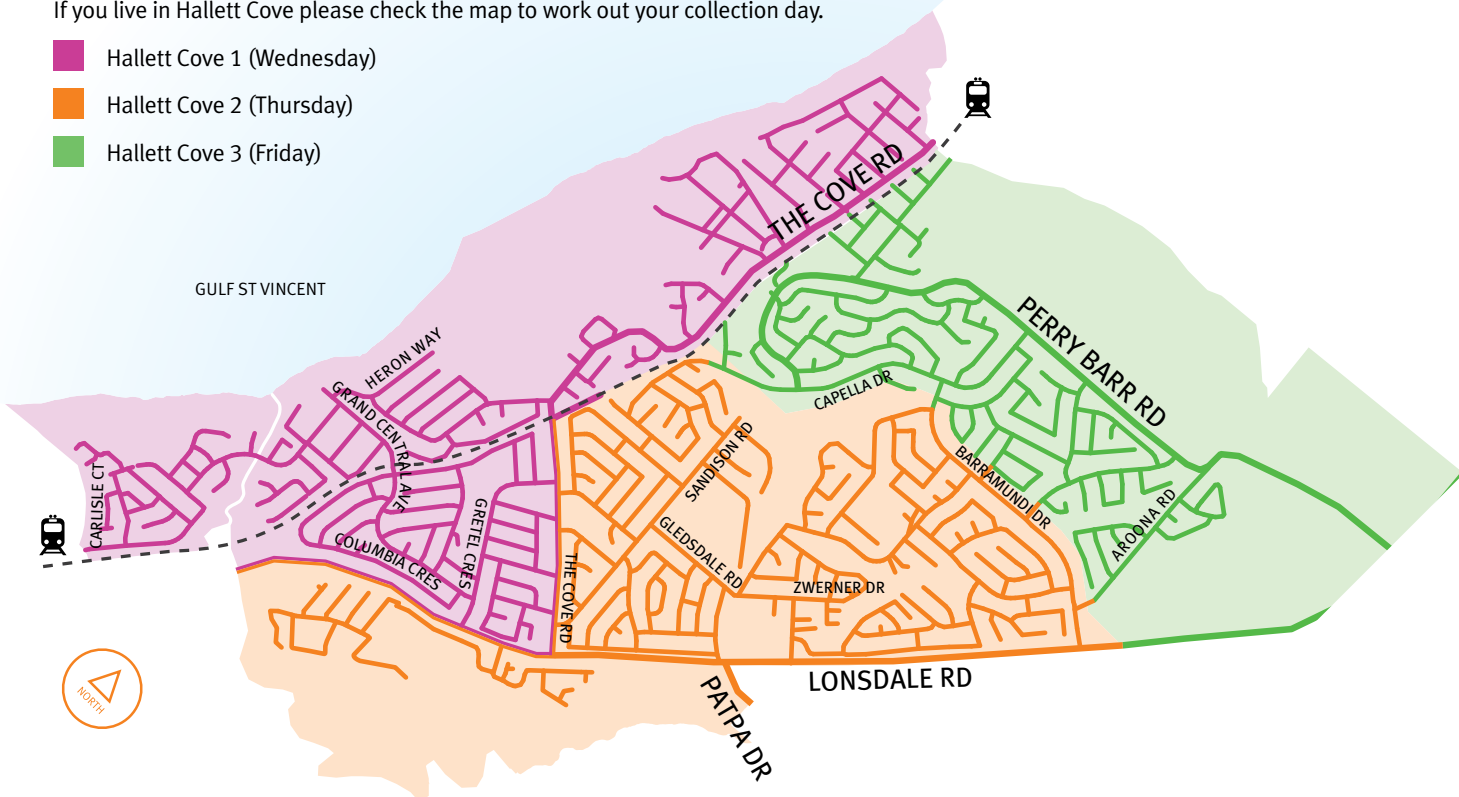 If you live in Hallett Cove please check the map to work out your collection day.
Hallett Cove 1 (Wednesday)
Hallett Cove 2 (Thursday)
Hallett Cove 3 (Friday)
THE COVE RD
GULF ST VINCENT
HERON WAY
GRAND CENTRAL AVE
PERRY BARR RD
CAPELLA DR
SANDISON RD
CARLISLE CT
BARRAMUNDI DR
GRETEL CRES
COLUMBIA CRES
AROONA RD
GLEDSDALE RD
THE COVE RD
ZWERNER DR
LONSDALE RD
PATPA DR
NORTH